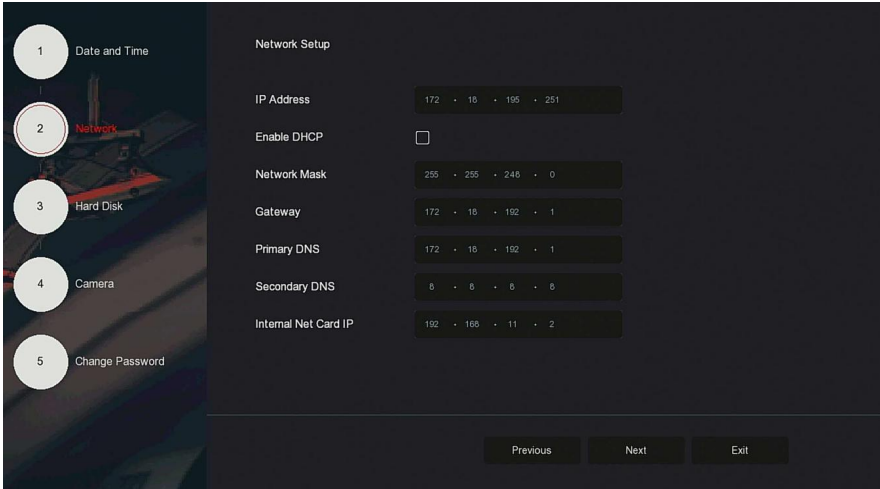 1 Date and Time
2 Network
3 Hard Disk
4 Camera
5 Change Password
Network Setup
IP Address 172 . 18 . 195 . 251
Enable DHCP
Network Mask 255 . 255 . 248 . 0
Gateway 172 . 18 . 192 . 1
Primary DNS 172 . 18 . 192 . 1
Secondary DNS 8 . 8 . 8 . 8
Internal Net Card IP 192 . 168 . 11 . 2
Previous Next Exit